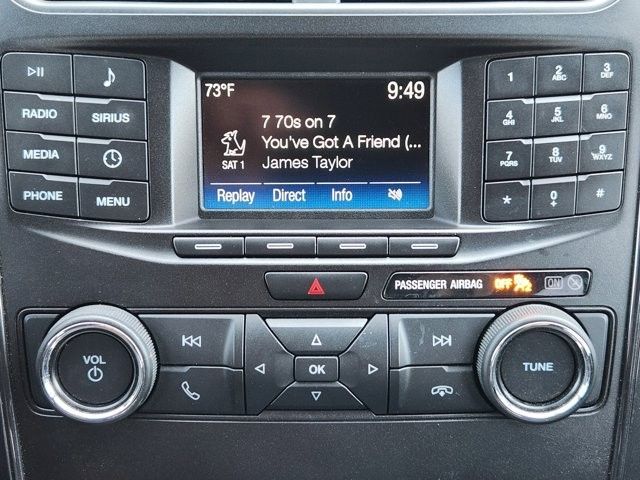 73°F 9:49
7 70s on 7
You've Got A Friend (...
SAT 1 James Taylor
Replay Direct Info
RADIO SIRIUS
MEDIA
PHONE MENU
1 2 ABC 3 DEF
4 GHI 5 JKL 6 MNO
7 PQRS 8 TUV 9 WXYZ
* 0 + #
PASSENGER AIRBAG OFF ON
VOL
OK
TUNE